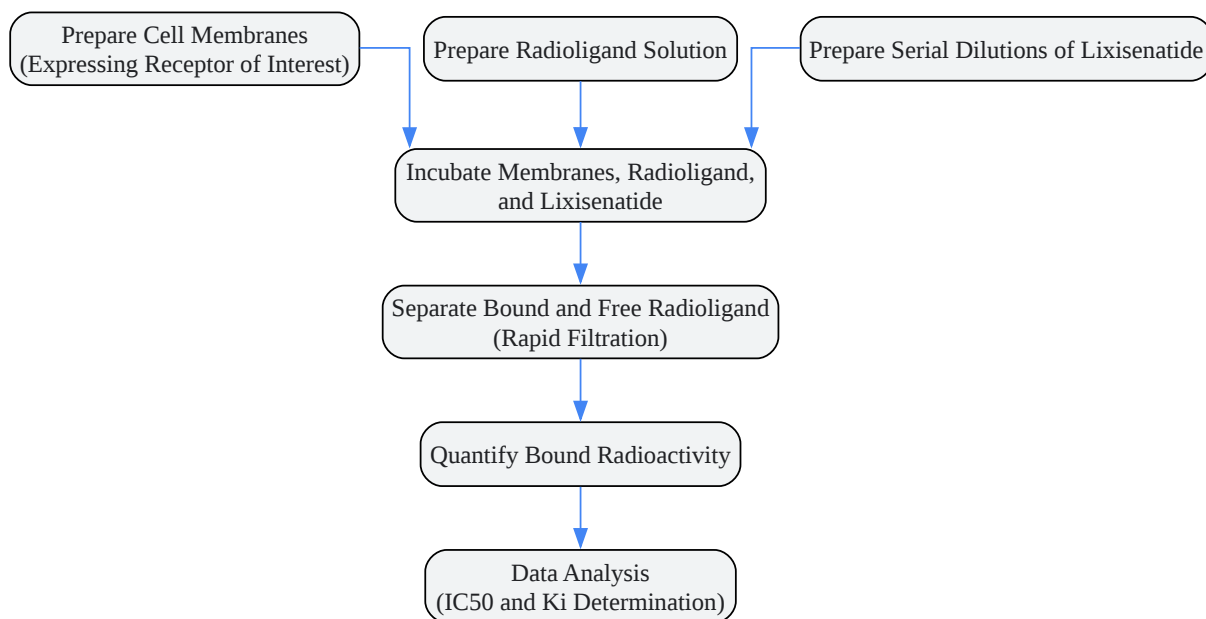 Prepare Cell Membranes
(Expressing Receptor of Interest)
Prepare Radioligand Solution
Prepare Serial Dilutions of Lixisenatide
Incubate Membranes, Radioligand,
and Lixisenatide
Separate Bound and Free Radioligand
(Rapid Filtration)
Quantify Bound Radioactivity
Data Analysis
(IC50 and Ki Determination)